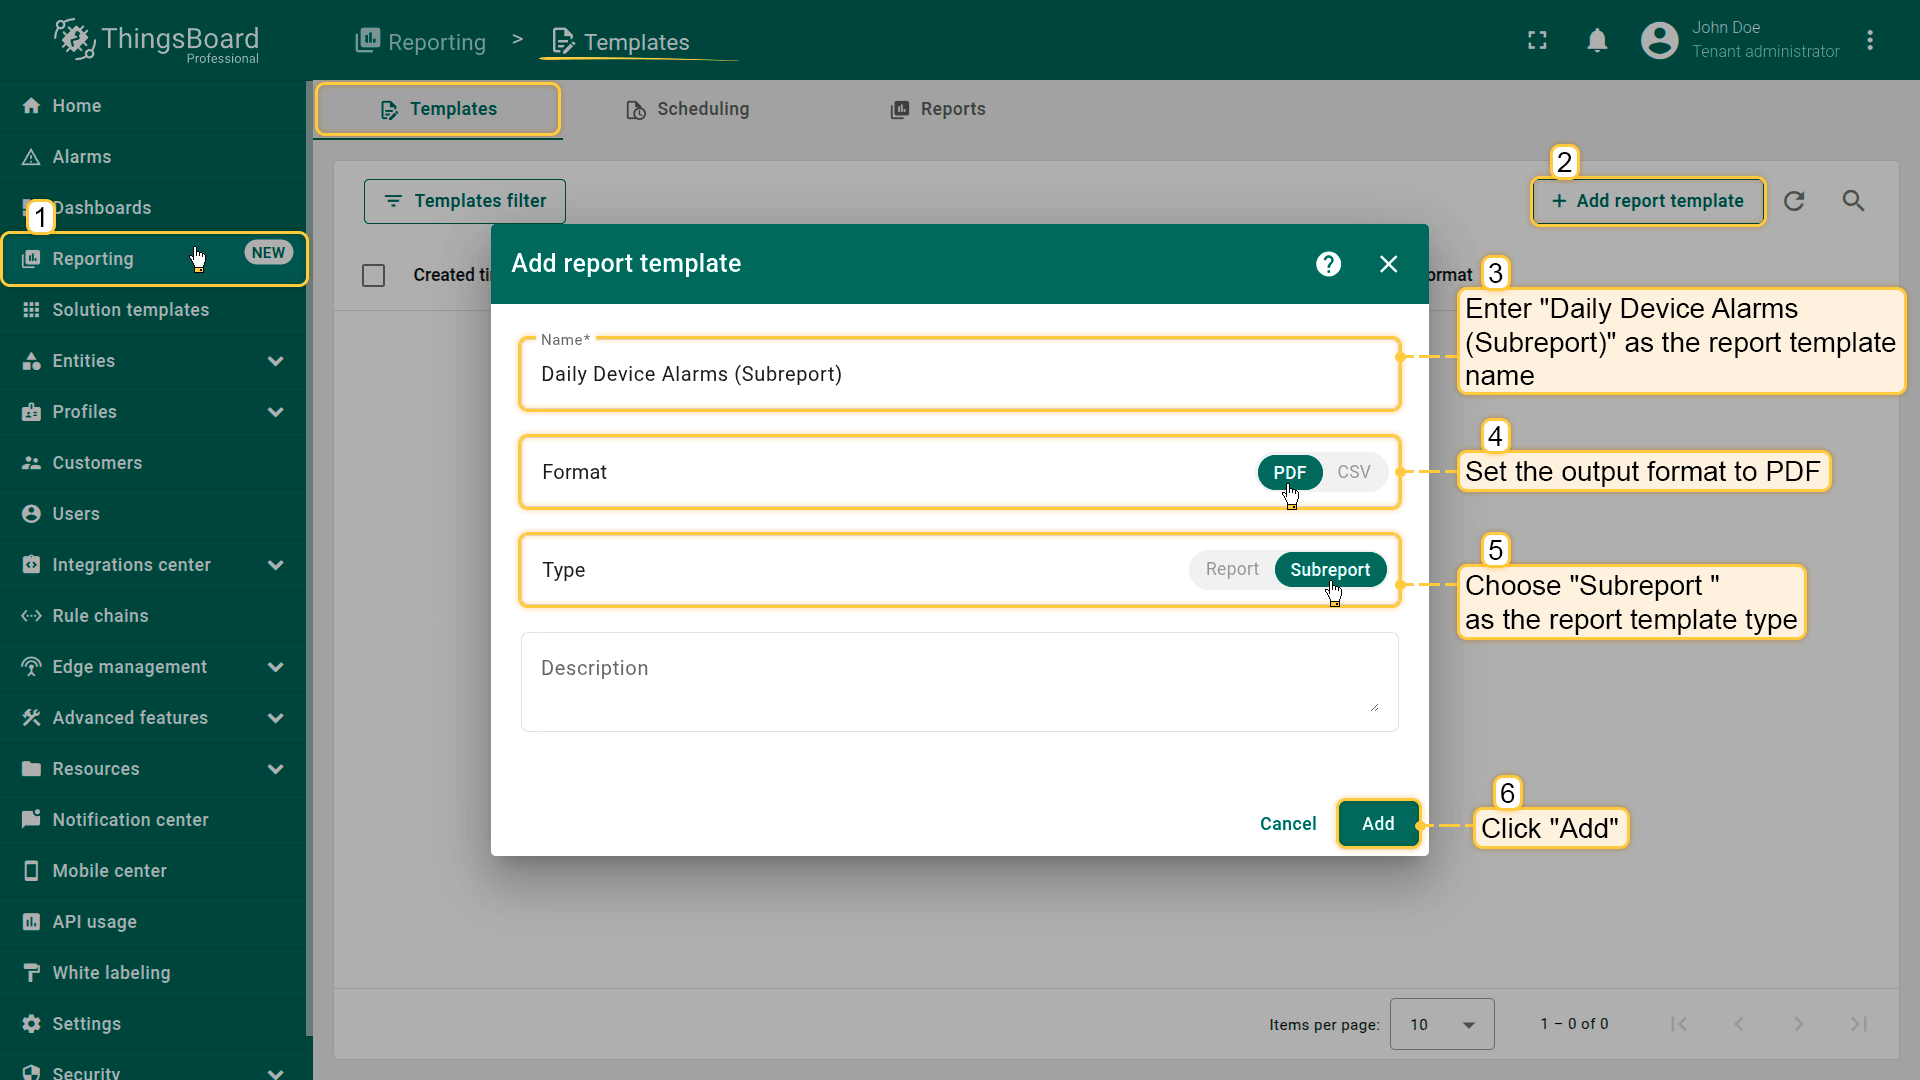 ThingsBoard
Professional
Reporting > Templates
John Doe
Tenant administrator
Home
Alarms
Dashboards
1
Reporting
NEW
Solution templates
Entities
Profiles
Customers
Users
Integrations center
Rule chains
Edge management
Advanced features
Resources
Notification center
Mobile center
API usage
White labeling
Settings
Security
Templates
Scheduling
Reports
Templates filter
2
+ Add report template
Created ti
ormat
Add report template
?
Name*
Daily Device Alarms (Subreport)
Format
PDF
CSV
Type
Report
Subreport
Description
Cancel
Add
3
Enter "Daily Device Alarms
(Subreport)" as the report template
name
4
Set the output format to PDF
5
Choose "Subreport "
as the report template type
6
Click "Add"
Items per page:
10
1 – 0 of 0